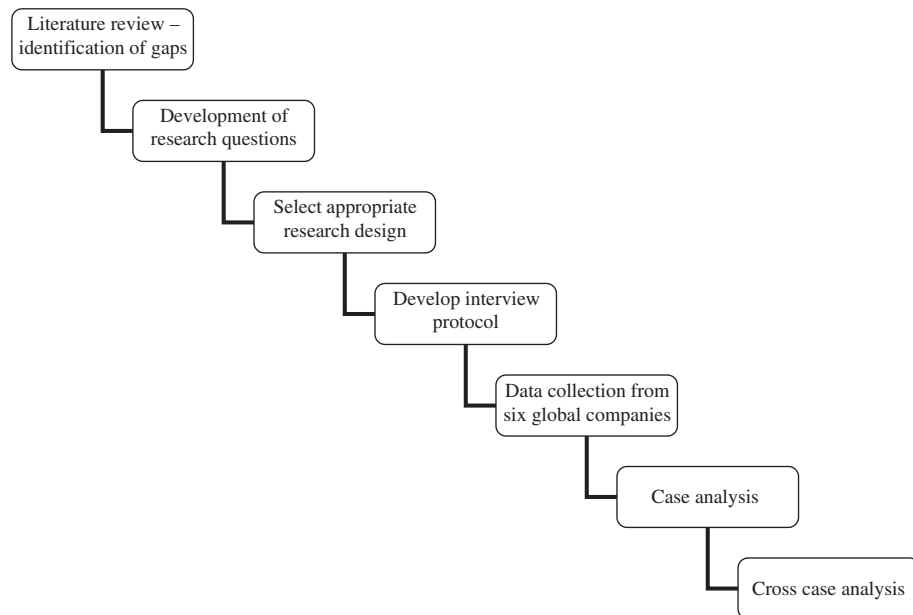 Literature review –
identification of gaps
Development of
research questions
Select appropriate
research design
Develop interview
protocol
Data collection from
six global companies
Case analysis
Cross case analysis